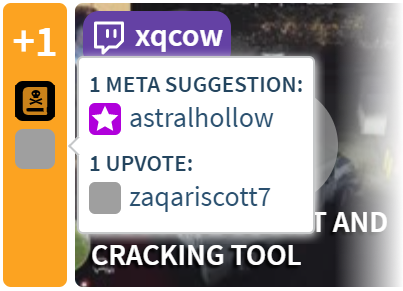 +1
xqcow
1 META SUGGESTION:
astralhollow
1 UPVOTE:
zaqariscott7
T AND
CRACKING TOOL